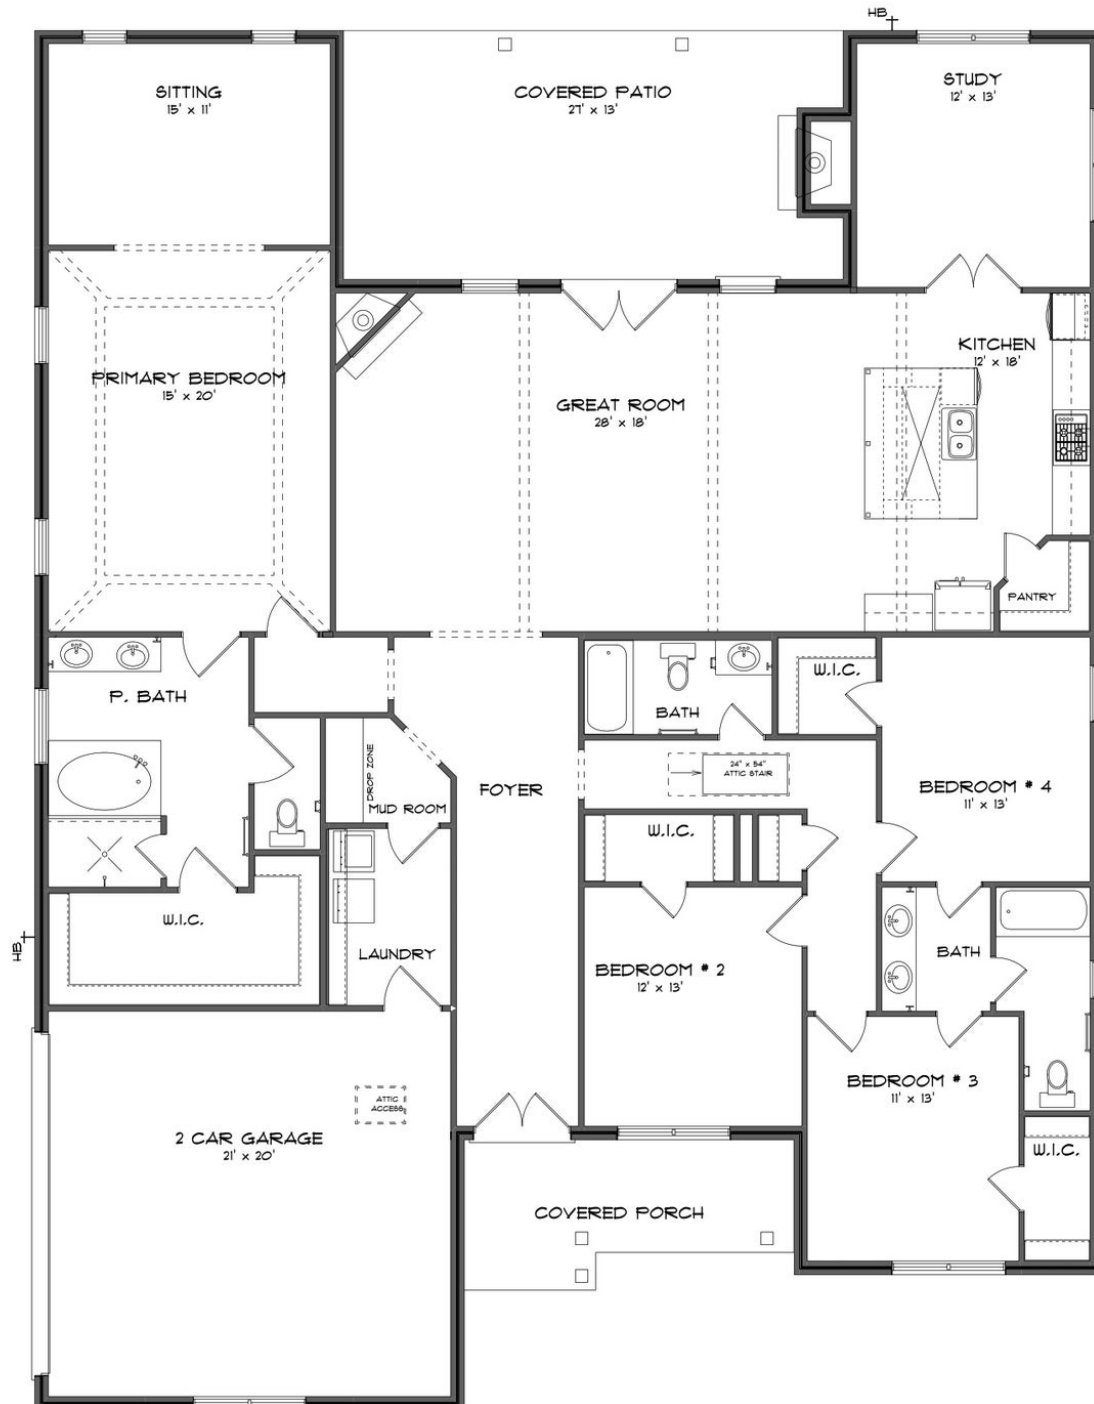 HB
SITTING
15' x 11'
COVERED PATIO
27' x 13'
STUDY
12' x 13'
PRIMARY BEDROOM
15' x 20'
GREAT ROOM
28' x 18'
KITCHEN
12' x 18'
PANTRY
P. BATH
BATH
W.I.C.
DROP ZONE
MUD ROOM
FOYER
24" x 54"
ATTIC STAIR
BEDROOM # 4
11' x 13'
W.I.C.
W.I.C.
HB
LAUNDRY
BEDROOM # 2
12' x 13'
BATH
BEDROOM # 3
11' x 13'
ATTIC
ACCESS
2 CAR GARAGE
21' x 20'
W.I.C.
COVERED PORCH